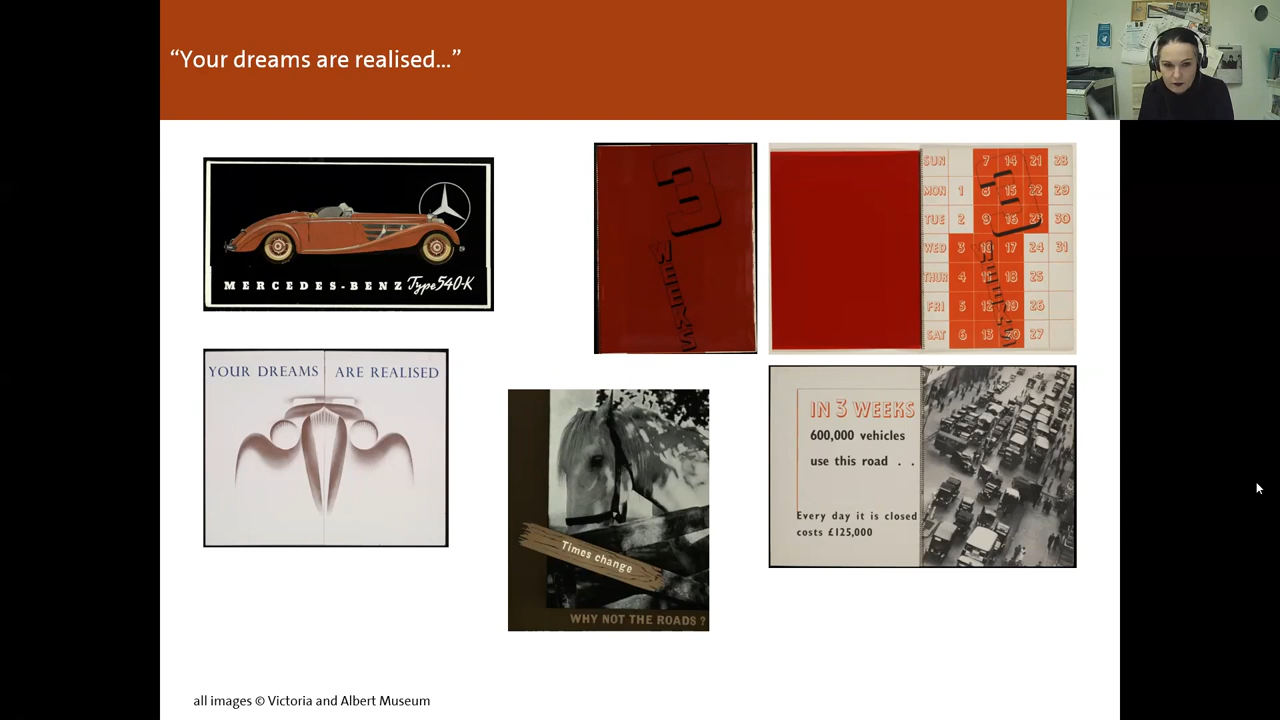 “Your dreams are realised...”
MERCEDES-BENZ Type 540-K
YOUR DREAMS ARE REALISED
3
WEEKS
SUN 7 14 21 28
MON 1 8 15 22 29
TUE 2 9 16 23 30
WED 3 10 17 24 31
THUR 4 11 18 25
FRI 5 12 19 26
SAT 6 13 20 27
3
WEEKS
Times change
WHY NOT THE ROADS ?
IN 3 WEEKS
600,000 vehicles
use this road . .
Every day it is closed
costs £125,000
all images © Victoria and Albert Museum